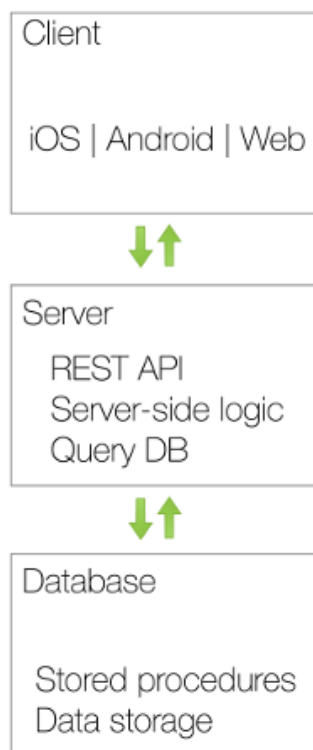 Client
iOS | Android | Web
Server
REST API
Server-side logic
Query DB
Database
Stored procedures
Data storage